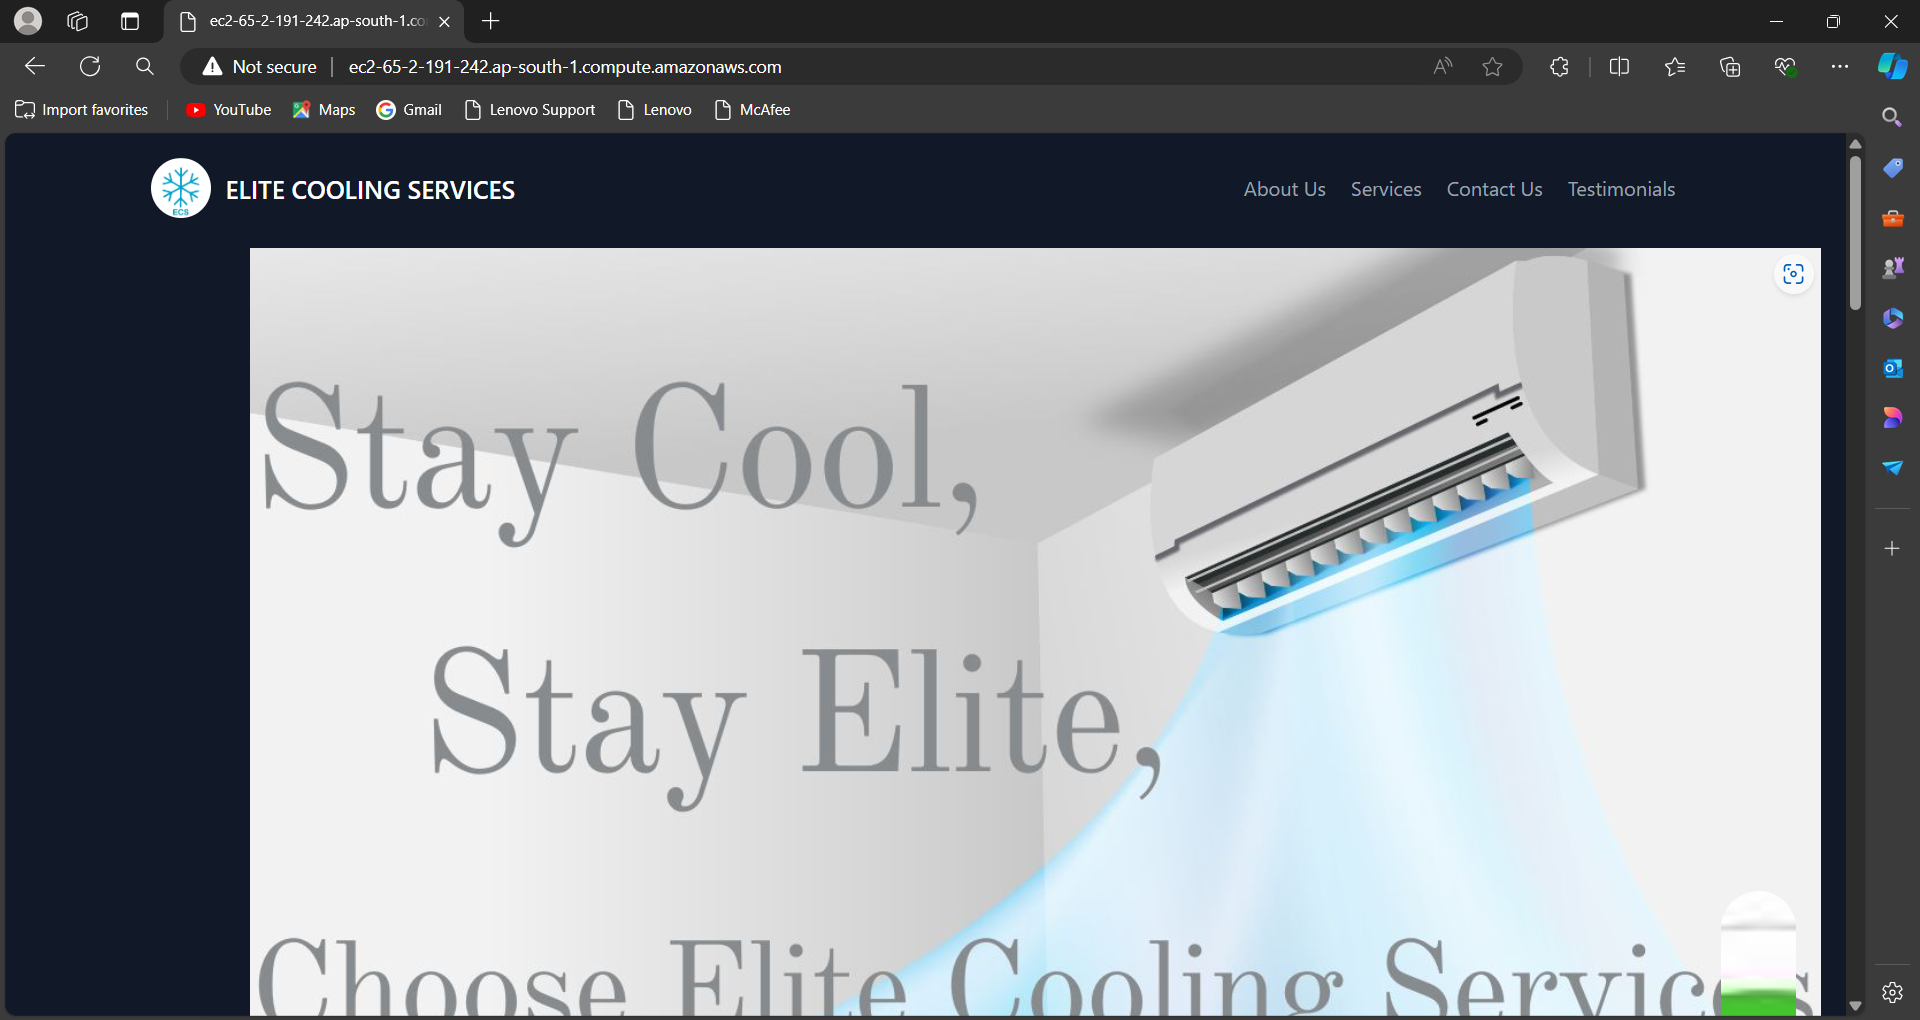 ec2-65-2-191-242.ap-south-1.co
Not secure ec2-65-2-191-242.ap-south-1.compute.amazonaws.com
Import favorites YouTube Maps Gmail Lenovo Support Lenovo McAfee
ECS
ELITE COOLING SERVICES About Us Services Contact Us Testimonials
Stay Cool,
Stay Elite,
Choose Elite Cooling Services